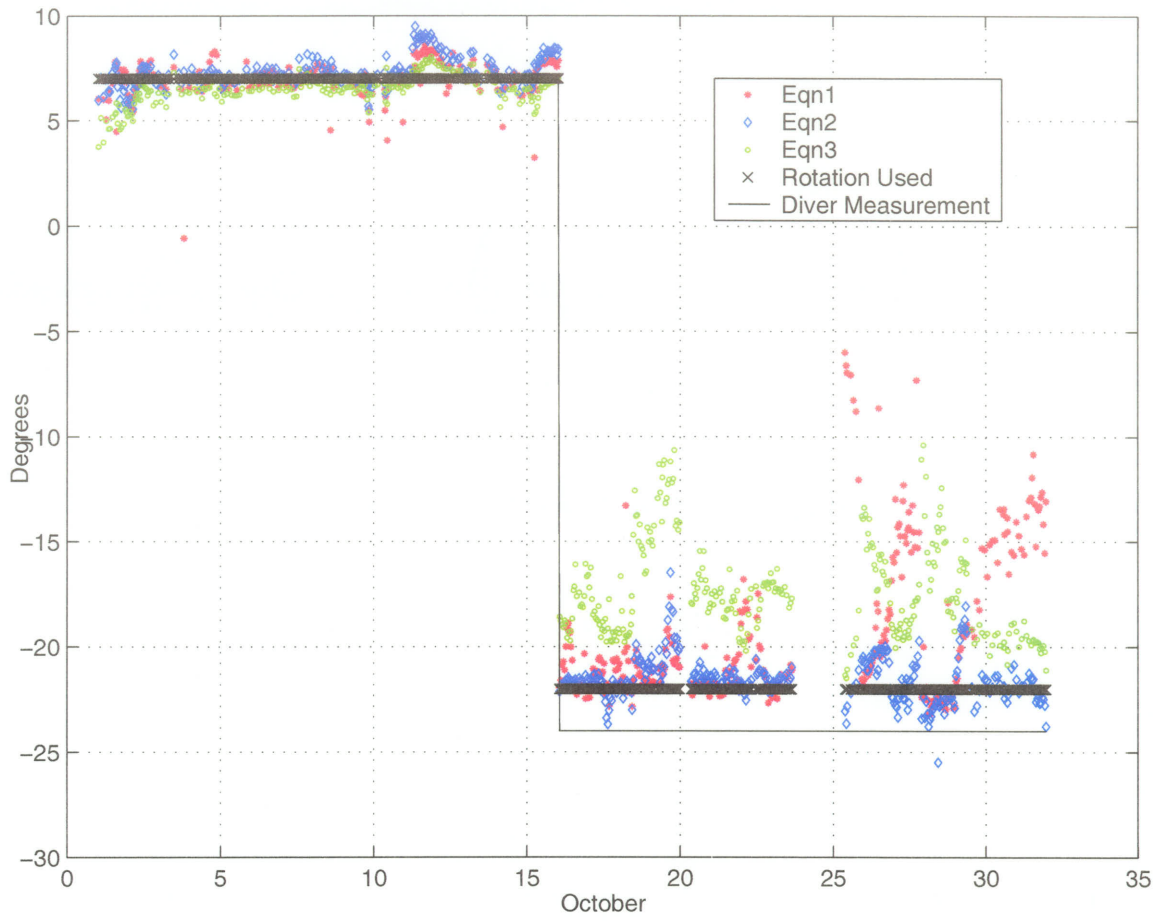 10
5
0
−5
−10
−15
−20
−25
−30
Degrees
Eqn1
Eqn2
Eqn3
Rotation Used
Diver Measurement
0 5 10 15 20 25 30 35
October